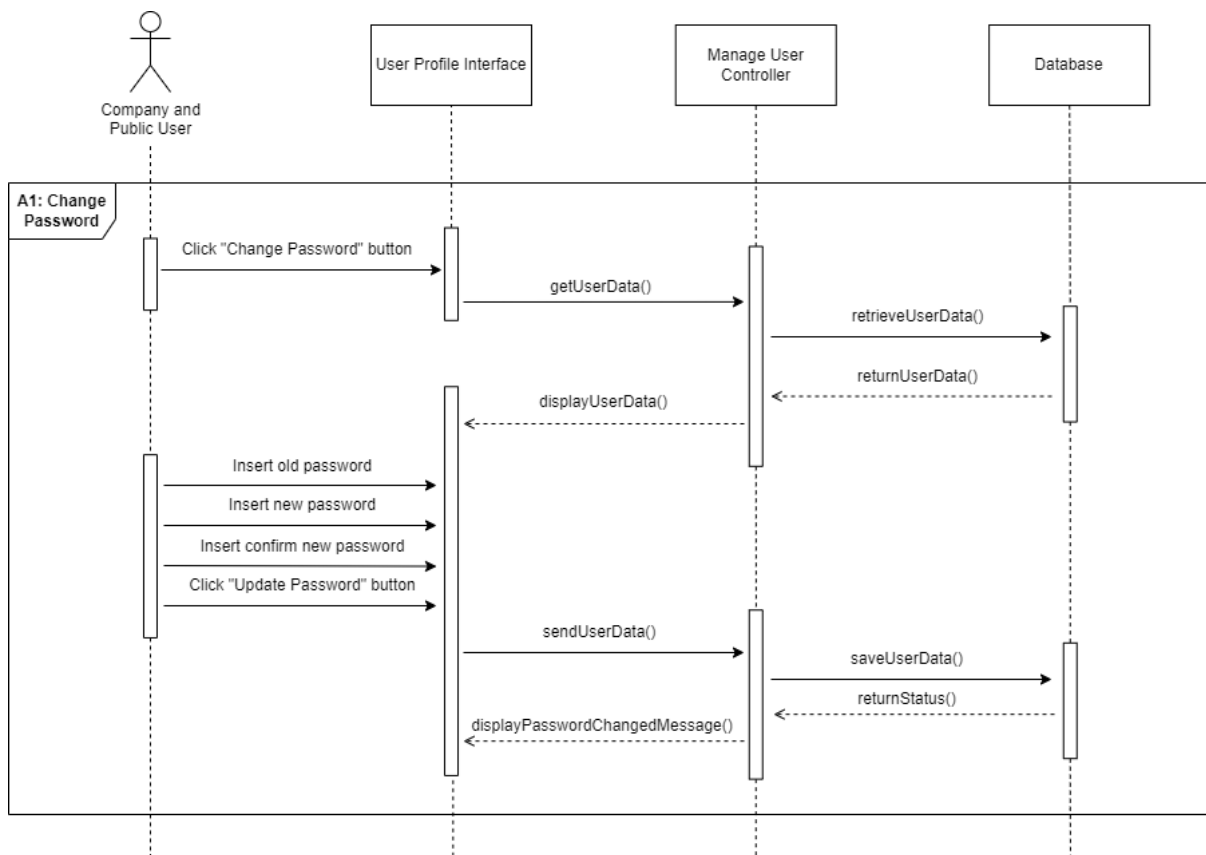 User Profile Interface
Manage User
Controller
Database
Company and
Public User
A1: Change
Password
Click "Change Password" button
getUserData()
retrieveUserData()
returnUserData()
displayUserData()
Insert old password
Insert new password
Insert confirm new password
Click "Update Password" button
sendUserData()
saveUserData()
returnStatus()
displayPasswordChangedMessage()